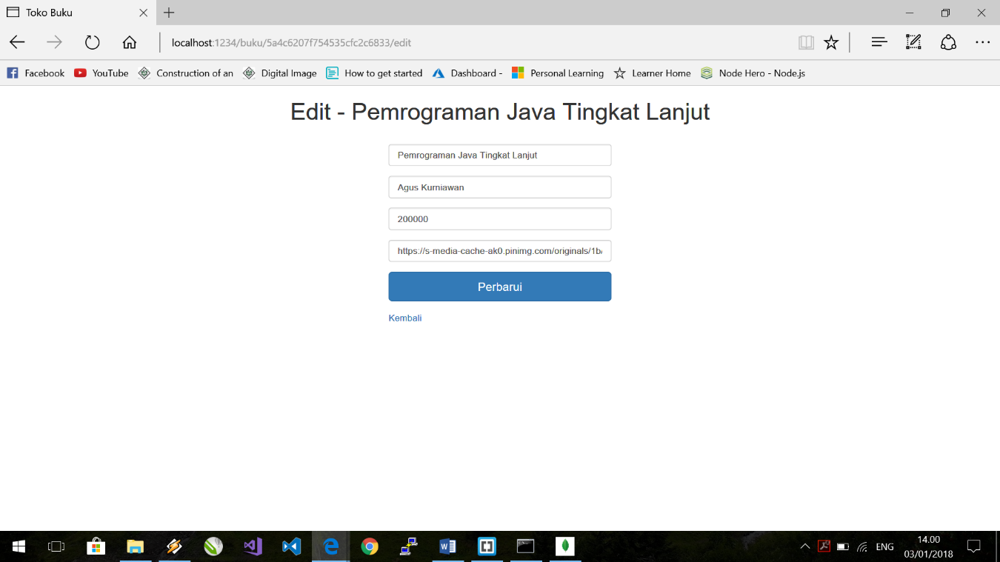 Toko Buku
localhost:1234/buku/5a4c6207f754535cfc2c6833/edit
Facebook YouTube Construction of an Digital Image How to get started Dashboard - Personal Learning Learner Home Node Hero - Node.js
Edit - Pemrograman Java Tingkat Lanjut
Pemrograman Java Tingkat Lanjut
Agus Kurniawan
200000
https://s-media-cache-ak0.pinimg.com/originals/1b/
Perbarui
Kembali
ENG
14.00
03/01/2018